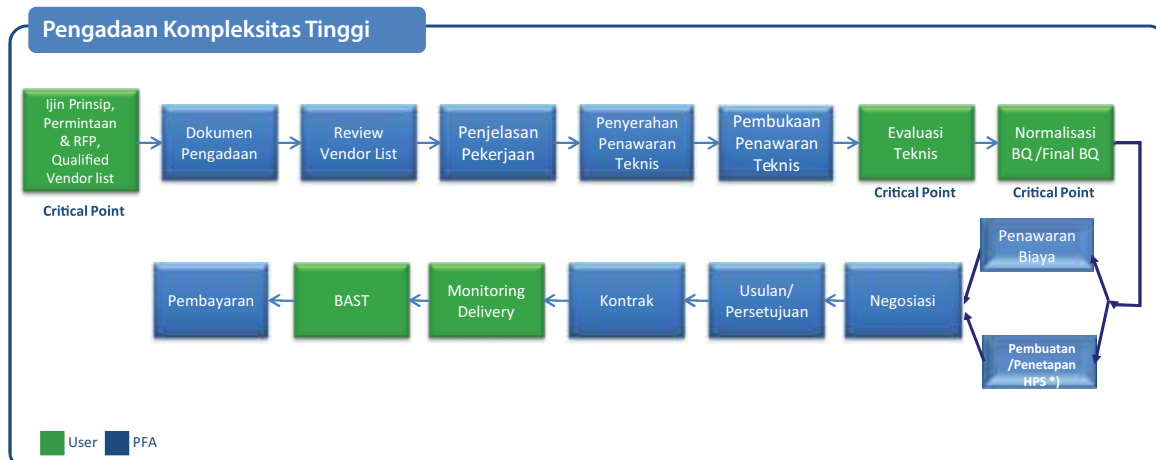 Pengadaan Kompleksitas Tinggi
Ijin Prinsip,
Permintaan
& RFP,
Qualified
Vendor list
Critical Point
Dokumen
Pengadaan
Review
Vendor List
Penjelasan
Pekerjaan
Penyerahan
Penawaran
Teknis
Pembukaan
Penawaran
Teknis
Evaluasi
Teknis
Critical Point
Normalisasi
BQ /Final BQ
Critical Point
Penawaran
Biaya
Pembuatan
/Penetapan
HPS *)
Negosiasi
Usulan/
Persetujuan
Kontrak
Monitoring
Delivery
BAST
Pembayaran
User
PFA